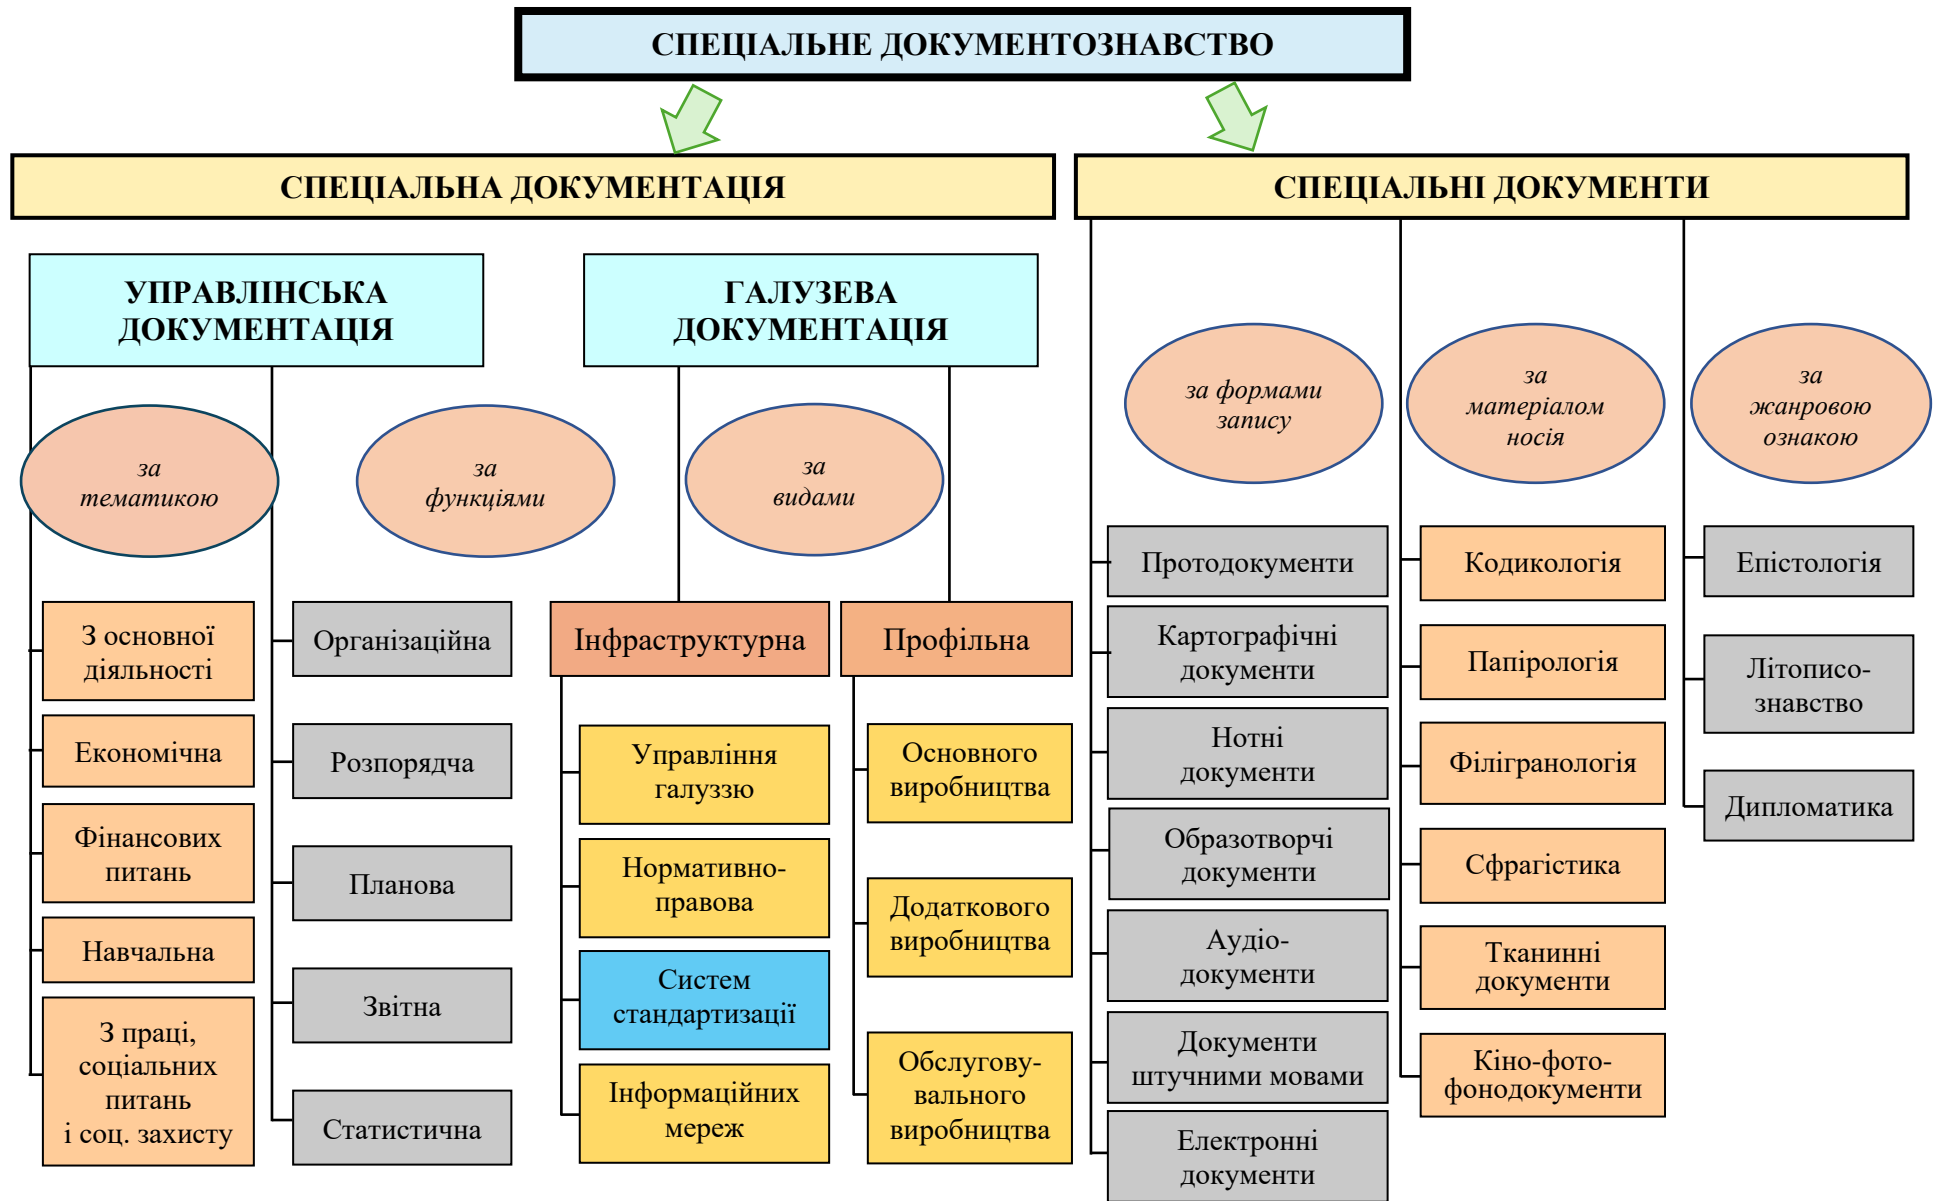 СПЕЦІАЛЬНЕ ДОКУМЕНТОЗНАВСТВО
СПЕЦІАЛЬНА ДОКУМЕНТАЦІЯ
СПЕЦІАЛЬНІ ДОКУМЕНТИ
УПРАВЛІНСЬКА
ДОКУМЕНТАЦІЯ
ГАЛУЗЕВА
ДОКУМЕНТАЦІЯ
за
тематикою
за
функціями
за
видами
за формами
запису
за
матеріалом
носія
за
жанровою
ознакою
З основної
діяльності
Економічна
Фінансових
питань
Навчальна
З праці,
соціальних
питань
і соц. захисту
Організаційна
Розпорядча
Планова
Звітна
Статистична
Інфраструктурна
Управління
галуззю
Нормативно-
правова
Систем
стандартизації
Інформаційних
мереж
Профільна
Основного
виробництва
Додаткового
виробництва
Обслугову-
вального
виробництва
Протодокументи
Картографічні
документи
Нотні
документи
Образотворчі
документи
Аудіо-
документи
Документи
штучними мовами
Електронні
документи
Кодикологія
Папірологія
Філігранологія
Сфрагістика
Тканинні
документи
Кіно-фото-
фонодокументи
Епістологія
Літописо-
знавство
Дипломатика